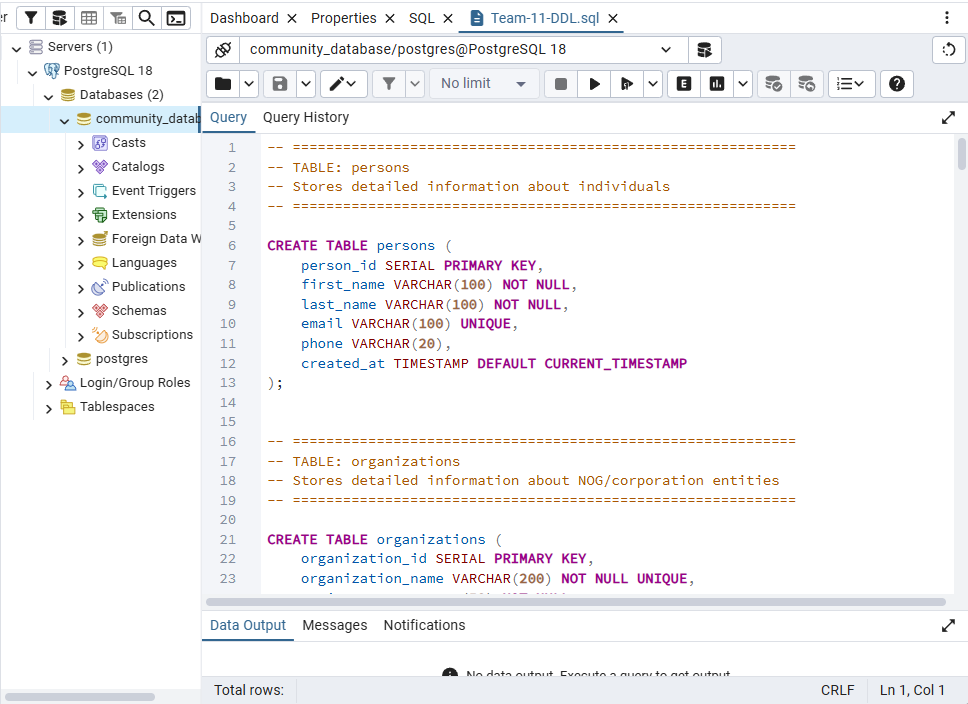 er
Dashboard Properties SQL Team-11-DDL.sql
community_database/postgres@PostgreSQL 18
No limit
E
Query Query History
Servers (1)
PostgreSQL 18
Databases (2)
community_datab
Casts
Catalogs
Event Triggers
Extensions
Foreign Data W
Languages
Publications
Schemas
Subscriptions
postgres
Login/Group Roles
Tablespaces
1 -- ============================================================
2 -- TABLE: persons
3 -- Stores detailed information about individuals
4 -- ============================================================
5
6 CREATE TABLE persons (
7 person_id SERIAL PRIMARY KEY,
8 first_name VARCHAR(100) NOT NULL,
9 last_name VARCHAR(100) NOT NULL,
10 email VARCHAR(100) UNIQUE,
11 phone VARCHAR(20),
12 created_at TIMESTAMP DEFAULT CURRENT_TIMESTAMP
13 );
14
15
16 -- ============================================================
17 -- TABLE: organizations
18 -- Stores detailed information about NOG/corporation entities
19 -- ============================================================
20
21 CREATE TABLE organizations (
22 organization_id SERIAL PRIMARY KEY,
23 organization_name VARCHAR(200) NOT NULL UNIQUE,
Data Output Messages Notifications
No data output. Execute a query to get output.
Total rows:
CRLF Ln 1, Col 1